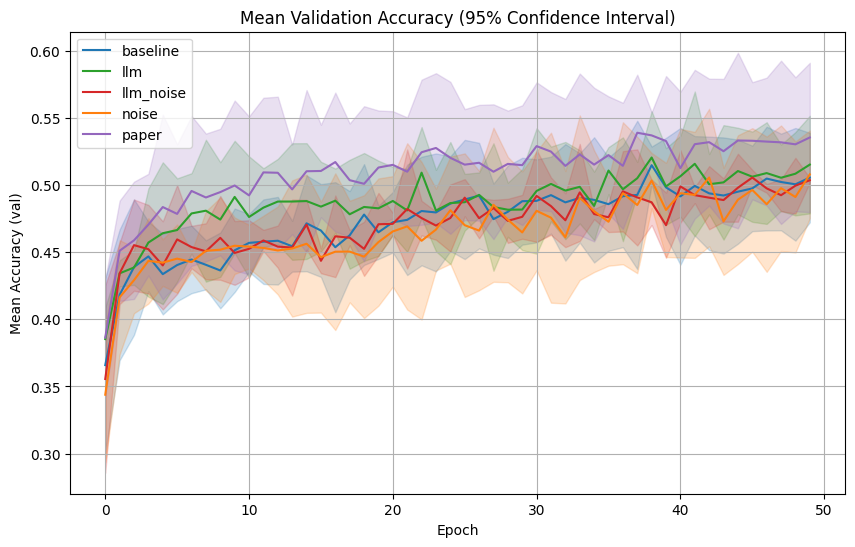 Mean Validation Accuracy (95% Confidence Interval)
baseline
llm
llm_noise
noise
paper
Mean Accuracy (val)
0.60
0.55
0.50
0.45
0.40
0.35
0.30
0
10
20
30
40
50
Epoch